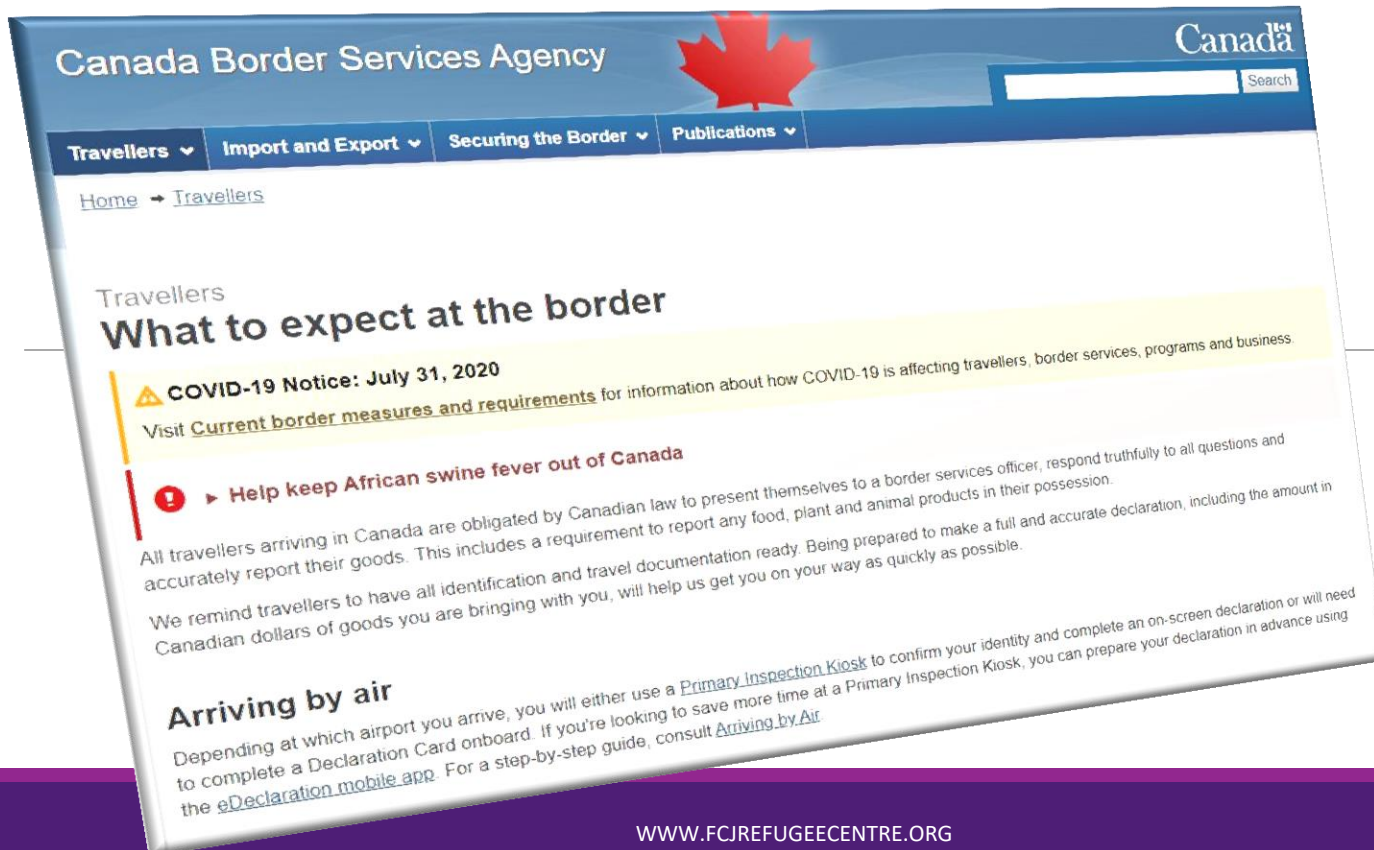 Canada Border Services Agency
Canada
Search
Travellers
Import and Export
Securing the Border
Publications
Home → Travellers
Travellers
What to expect at the border
COVID-19 Notice: July 31, 2020
Visit Current border measures and requirements for information about how COVID-19 is affecting travellers, border services, programs and business.
Help keep African swine fever out of Canada
All travellers arriving in Canada are obligated by Canadian law to present themselves to a border services officer, respond truthfully to all questions and
accurately report their goods. This includes a requirement to report any food, plant and animal products in their possession.
We remind travellers to have all identification and travel documentation ready. Being prepared to make a full and accurate declaration, including the amount in
Canadian dollars of goods you are bringing with you, will help us get you on your way as quickly as possible.
Arriving by air
Depending at which airport you arrive, you will either use a Primary Inspection Kiosk to confirm your identity and complete an on-screen declaration or will need
to complete a Declaration Card onboard. If you're looking to save more time at a Primary Inspection Kiosk, you can prepare your declaration in advance using
the eDeclaration mobile app. For a step-by-step guide, consult Arriving by Air.
WWW.FCJREFUGEECENTRE.ORG